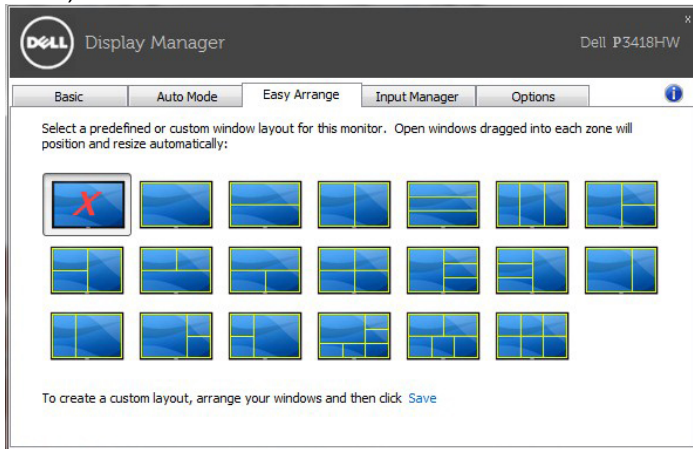 DELL Display Manager
Dell P3418HW
x
Basic Auto Mode Easy Arrange Input Manager Options i
Select a predefined or custom window layout for this monitor. Open windows dragged into each zone will
position and resize automatically:
X
To create a custom layout, arrange your windows and then click Save